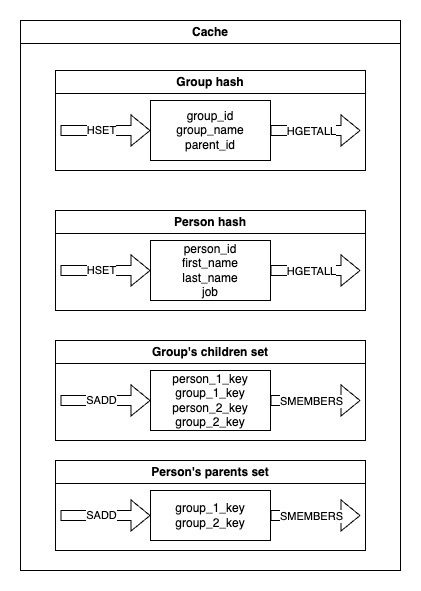 Cache
Group hash
HSET
group_id
group_name
parent_id
HGETALL
Person hash
HSET
person_id
first_name
last_name
job
HGETALL
Group's children set
SADD
person_1_key
group_1_key
person_2_key
group_2_key
SMEMBERS
Person's parents set
SADD
group_1_key
group_2_key
SMEMBERS